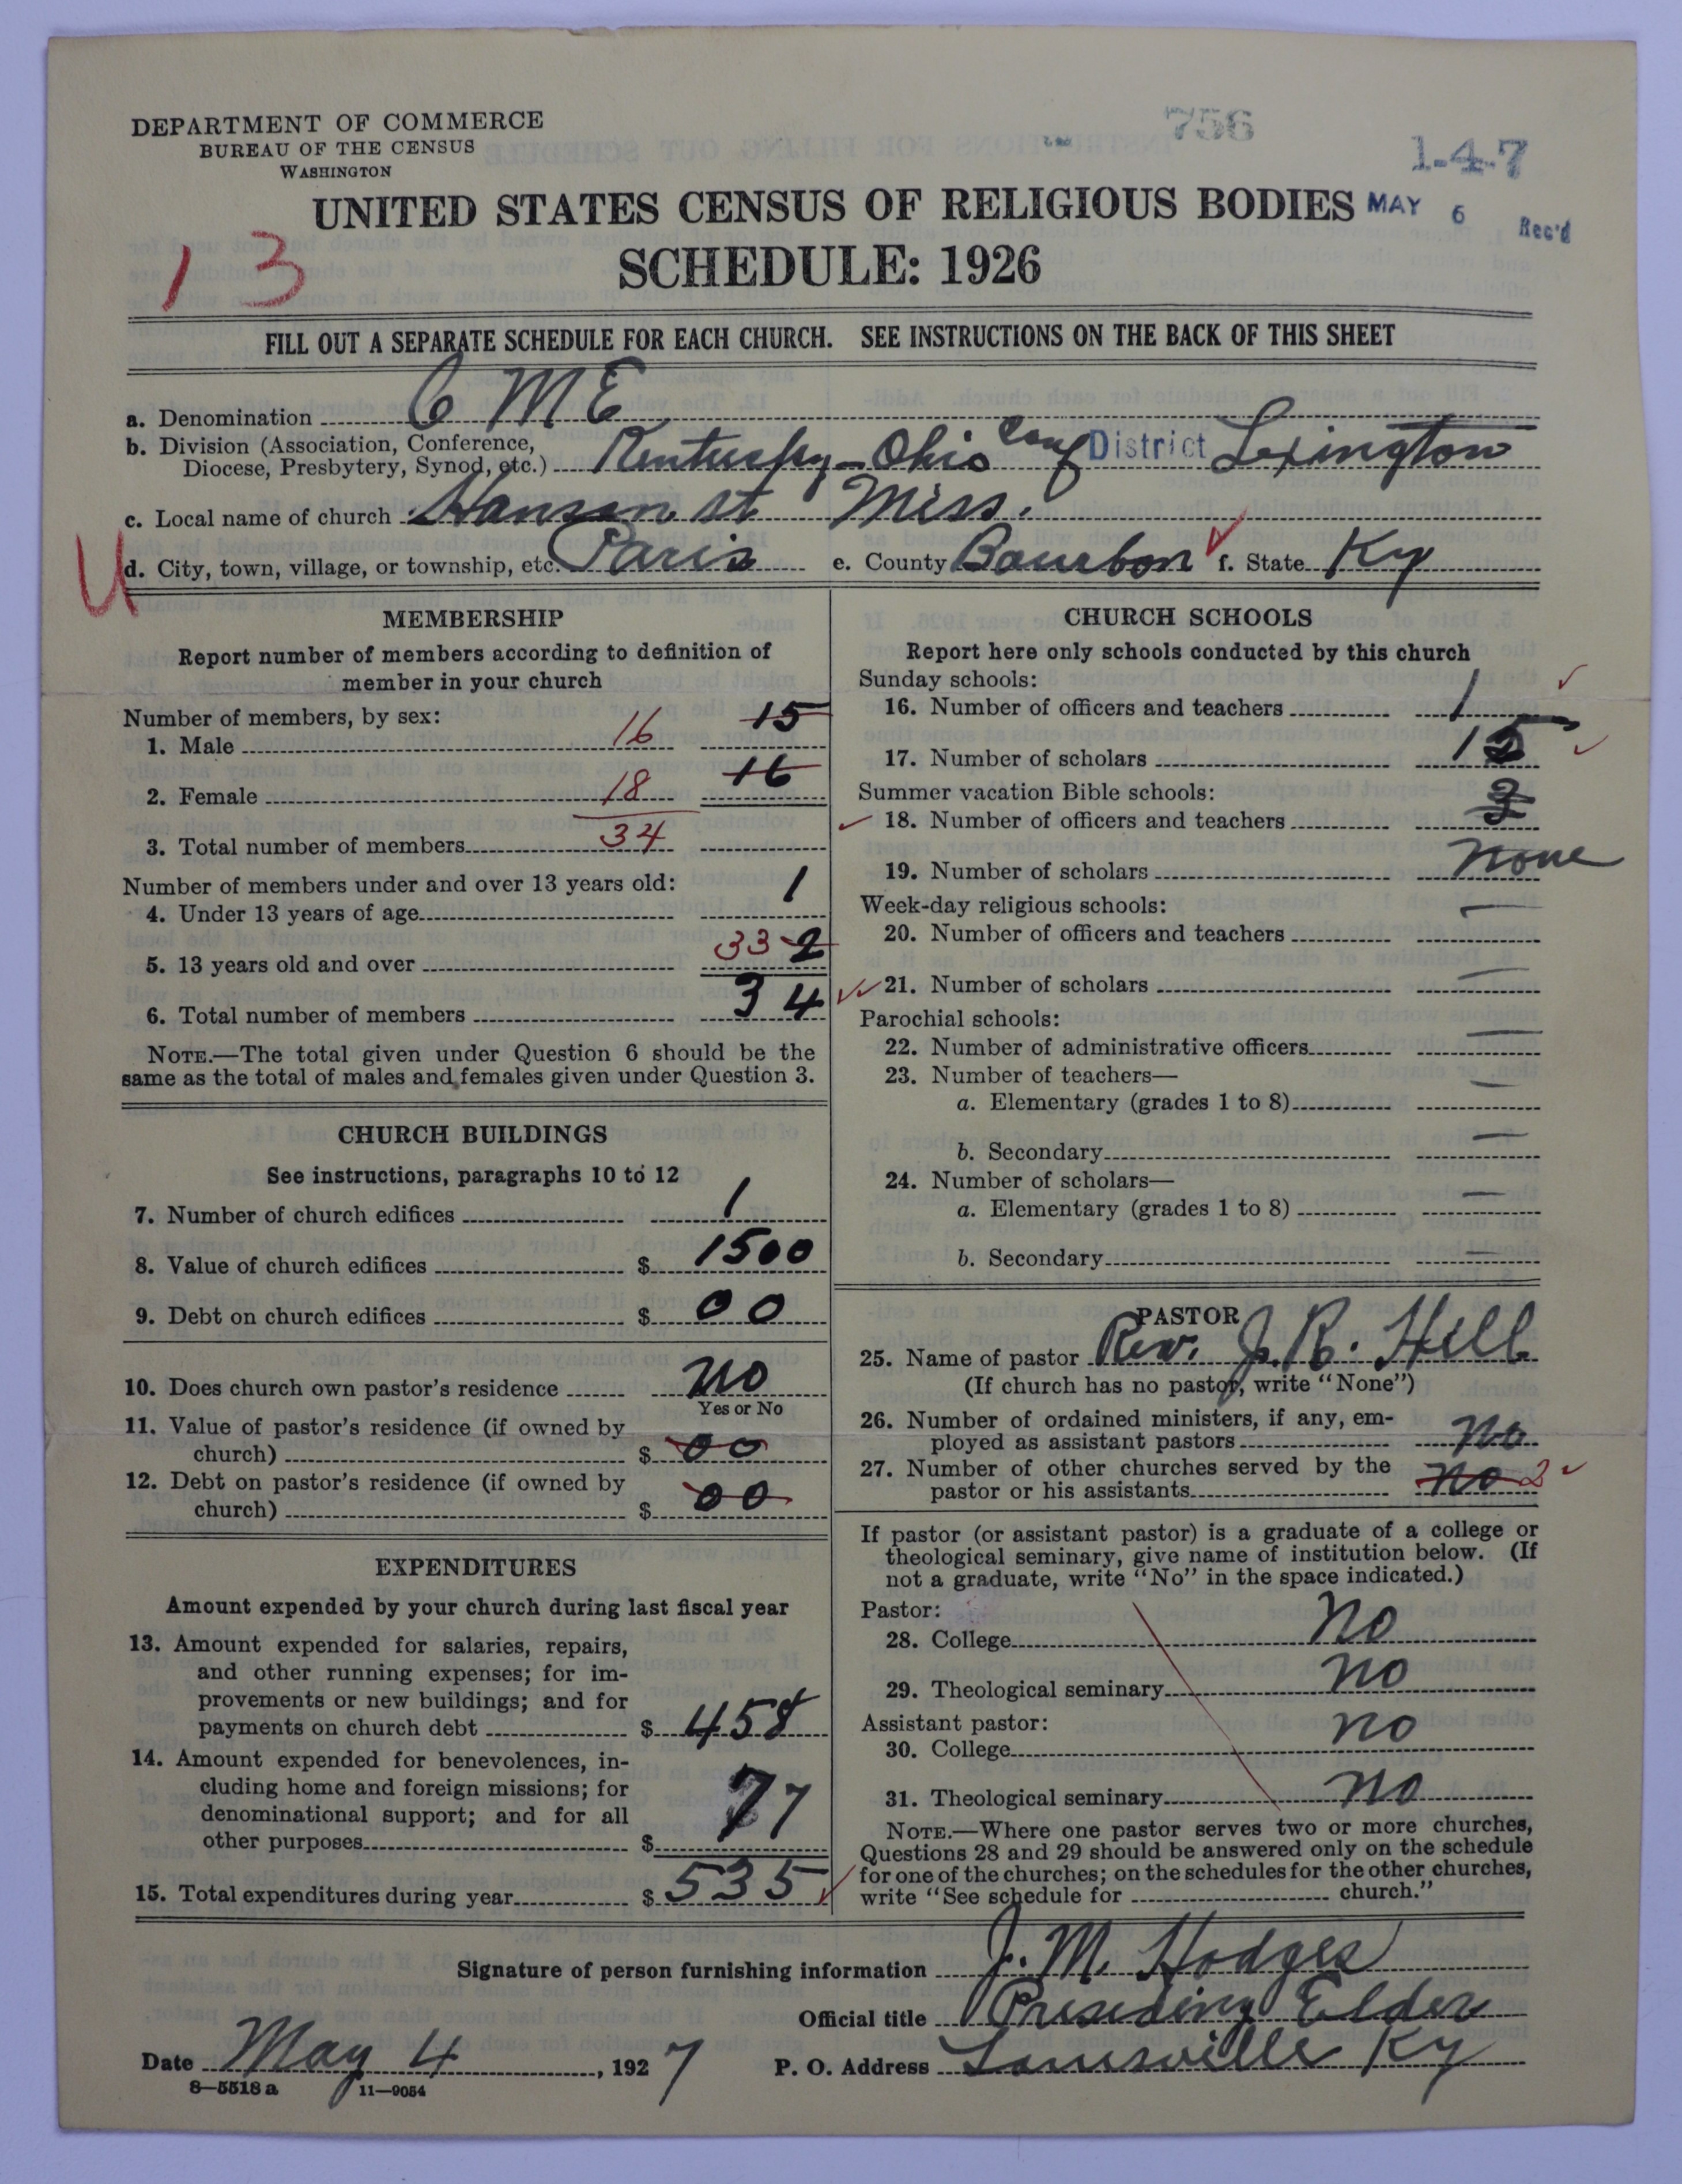 DEPARTMENT OF COMMERCE
BUREAU OF THE CENSUS
WASHINGTON
756
1-4-7
UNITED STATES CENSUS OF RELIGIOUS BODIES
MAY 6 Rec'd
SCHEDULE: 1926
13
FILL OUT A SEPARATE SCHEDULE FOR EACH CHURCH. SEE INSTRUCTIONS ON THE BACK OF THIS SHEET
a. Denomination C M E
b. Division (Association, Conference,
Diocese, Presbytery, Synod, etc.) Kentucky-Ohio Conf District Lexington
c. Local name of church Hanson st Miss.
U
d. City, town, village, or township, etc. Paris e. County Bourbon f. State Ky
MEMBERSHIP
Report number of members according to definition of
member in your church
Number of members, by sex:
1. Male 16 15
2. Female 18 16
3. Total number of members 34
Number of members under and over 13 years old:
4. Under 13 years of age 1
5. 13 years old and over 33 2
6. Total number of members 34
NOTE.—The total given under Question 6 should be the
same as the total of males and females given under Question 3.
CHURCH BUILDINGS
See instructions, paragraphs 10 to 12
7. Number of church edifices 1
8. Value of church edifices $ 1500
9. Debt on church edifices $ 00
10. Does church own pastor's residence no
Yes or No
11. Value of pastor's residence (if owned by
church) $ 00
12. Debt on pastor's residence (if owned by
church) $ 00
EXPENDITURES
Amount expended by your church during last fiscal year
13. Amount expended for salaries, repairs,
and other running expenses; for im-
provements or new buildings; and for
payments on church debt $ 458
14. Amount expended for benevolences, in-
cluding home and foreign missions; for
denominational support; and for all
other purposes $ 77
15. Total expenditures during year $ 535
CHURCH SCHOOLS
Report here only schools conducted by this church
Sunday schools:
16. Number of officers and teachers 1
17. Number of scholars 15
Summer vacation Bible schools:
18. Number of officers and teachers 3
19. Number of scholars none
Week-day religious schools:
20. Number of officers and teachers —
21. Number of scholars —
Parochial schools:
22. Number of administrative officers —
23. Number of teachers—
a. Elementary (grades 1 to 8) —
b. Secondary —
24. Number of scholars—
a. Elementary (grades 1 to 8) —
b. Secondary —
PASTOR
25. Name of pastor Rev. J. R. Hill
(If church has no pastor, write "None")
26. Number of ordained ministers, if any, em-
ployed as assistant pastors no
27. Number of other churches served by the
pastor or his assistants no 2
If pastor (or assistant pastor) is a graduate of a college or
theological seminary, give name of institution below. (If
not a graduate, write "No" in the space indicated.)
Pastor:
28. College no
29. Theological seminary no
Assistant pastor:
30. College no
31. Theological seminary no
NOTE.—Where one pastor serves two or more churches,
Questions 28 and 29 should be answered only on the schedule
for one of the churches; on the schedules for the other churches,
write "See schedule for church."
Signature of person furnishing information J. M. Hodges
Official title Presiding Elder
Date May 4, 1927 P. O. Address Louisville Ky
8—5518 a 11—9054